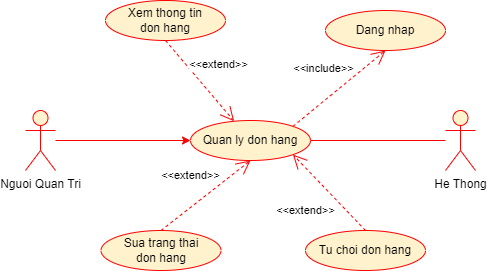 Xem thong tin
don hang
Dang nhap
<<extend>>
<<include>>
Quan ly don hang
Nguoi Quan Tri
He Thong
<<extend>>
<<extend>>
Sua trang thai
don hang
Tu choi don hang